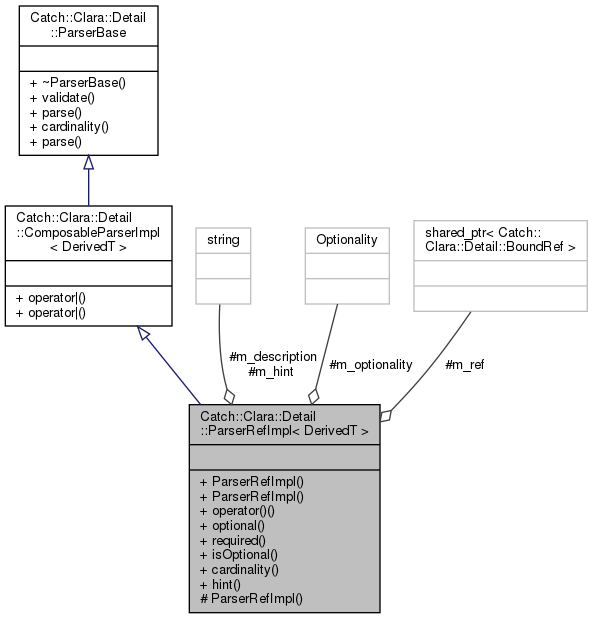 Catch::Clara::Detail
::ParserBase
+ ~ParserBase()
+ validate()
+ parse()
+ cardinality()
+ parse()
Catch::Clara::Detail
::ComposableParserImpl
< DerivedT >
+ operator|()
+ operator|()
string
Optionality
shared_ptr< Catch::
Clara::Detail::BoundRef >
#m_description
#m_hint
#m_optionality
#m_ref
Catch::Clara::Detail
::ParserRefImpl< DerivedT >
+ ParserRefImpl()
+ ParserRefImpl()
+ operator()()
+ optional()
+ required()
+ isOptional()
+ cardinality()
+ hint()
# ParserRefImpl()